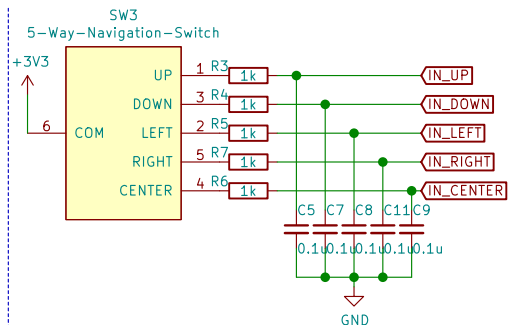 SW3
5-Way-Navigation-Switch
+3V3
UP 1 R3 1k IN_UP
DOWN 3 R4 1k IN_DOWN
6 COM LEFT 2 R5 1k IN_LEFT
RIGHT 5 R7 1k IN_RIGHT
CENTER 4 R6 1k IN_CENTER
C5 C7 C8 C11 C9
0.1u 0.1u 0.1u 0.1u 0.1u
GND